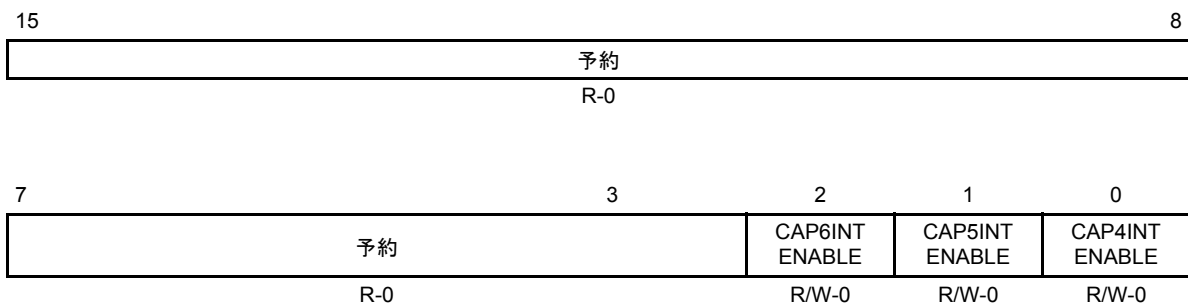 15 8
予約
R-0
7 3 2 1 0
予約 CAP6INT ENABLE CAP5INT ENABLE CAP4INT ENABLE
R-0 R/W-0 R/W-0 R/W-0